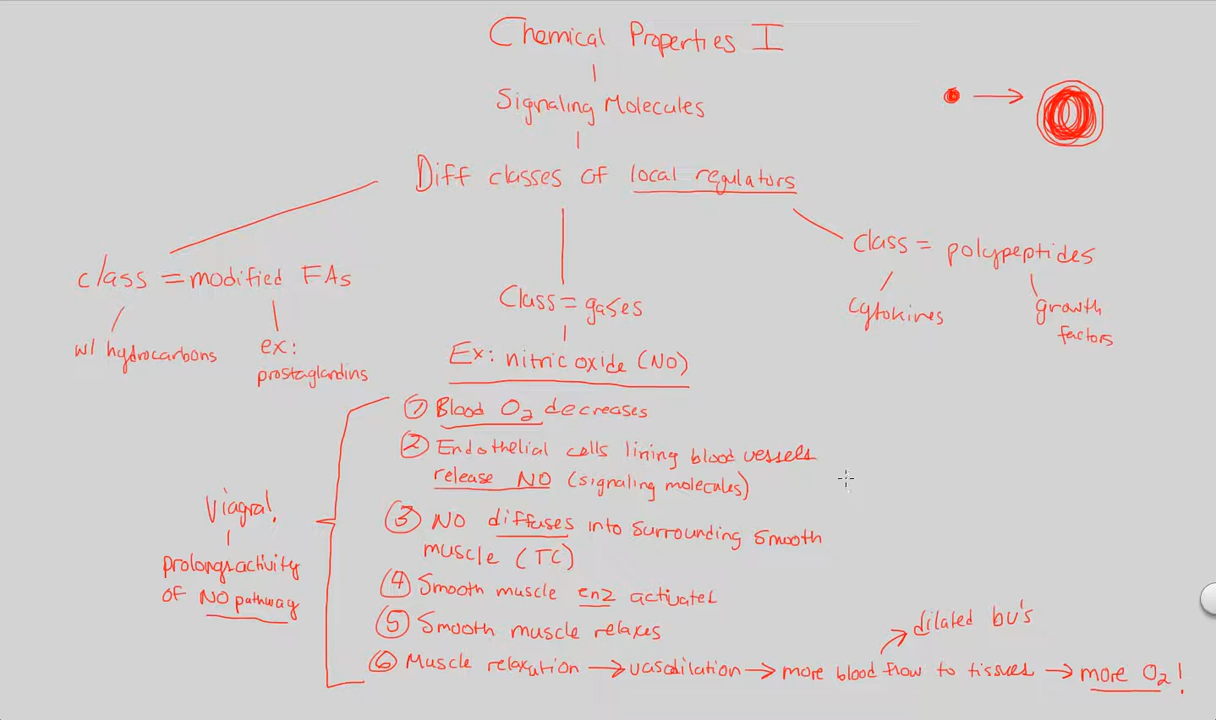 Chemical Properties I
Signaling Molecules
Diff classes of local regulators
class = modified FAs
w/ hydrocarbons
ex:
prostaglandins
Class = gases
Ex: nitric oxide (NO)
class = polypeptides
cytokines
growth
factors
① Blood O2 decreases
② Endothelial cells lining blood vessels
release NO (signaling molecules)
③ NO diffuses into surrounding smooth
muscle (TC)
④ Smooth muscle enz activated
⑤ Smooth muscle relaxes
⑥ Muscle relaxation → vasodilation → more blood flow to tissues → more O2!
dilated bv's
Viagra!
prolongs activity
of NO pathway